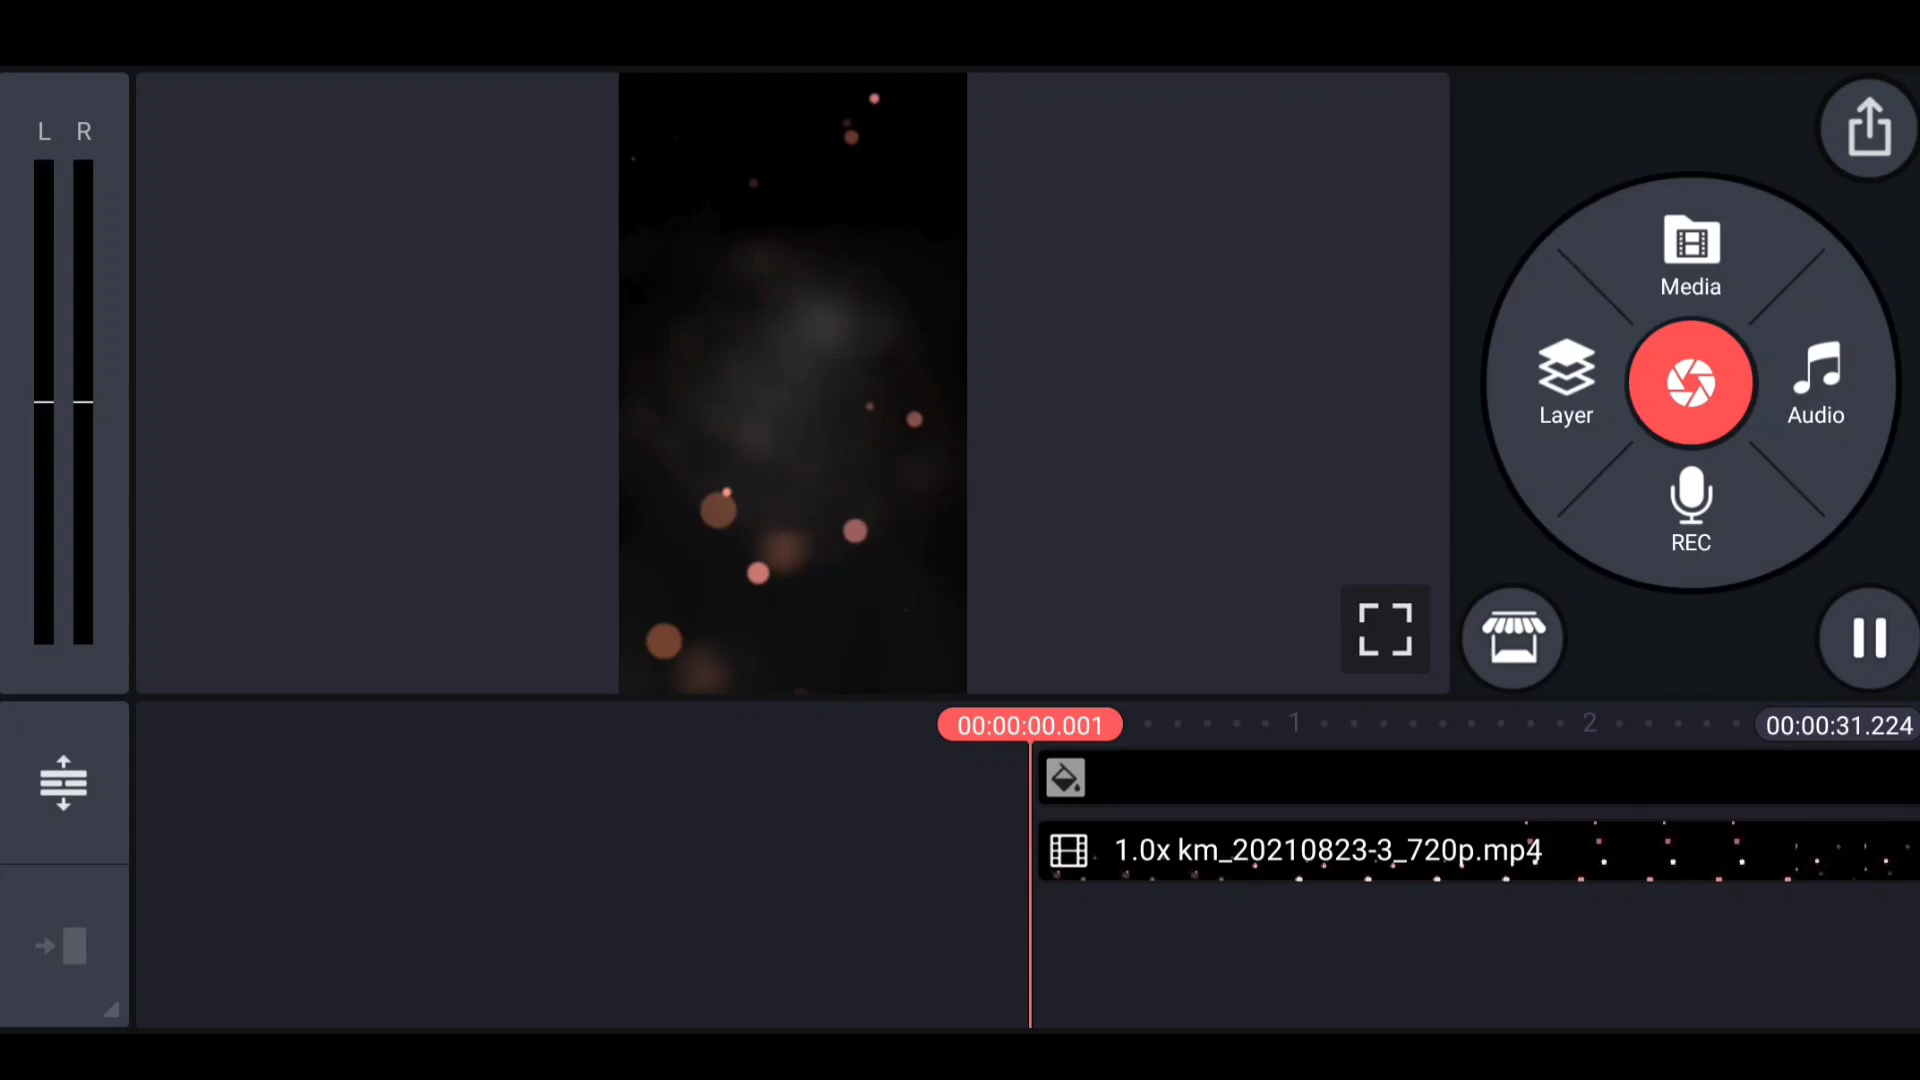 L R
Media
Layer
Audio
REC
00:00:00.001
1
2
00:00:31.224
1.0x km_20210823-3_720p.mp4